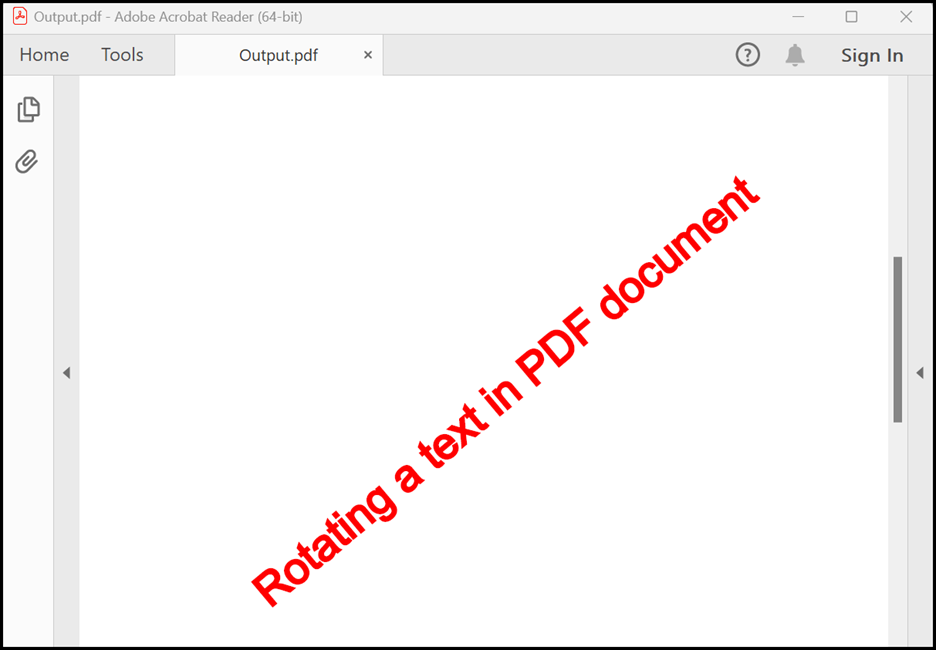 Output.pdf - Adobe Acrobat Reader (64-bit)
Home Tools Output.pdf × ? Sign In
Rotating a text in PDF document